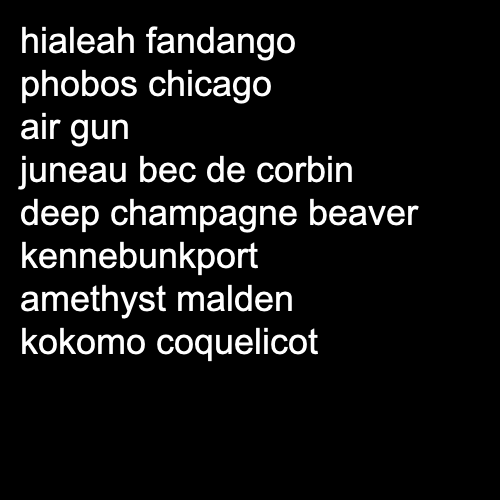 hialeah fandango
phobos chicago
air gun
juneau bec de corbin
deep champagne beaver
kennebunkport
amethyst malden
kokomo coquelicot